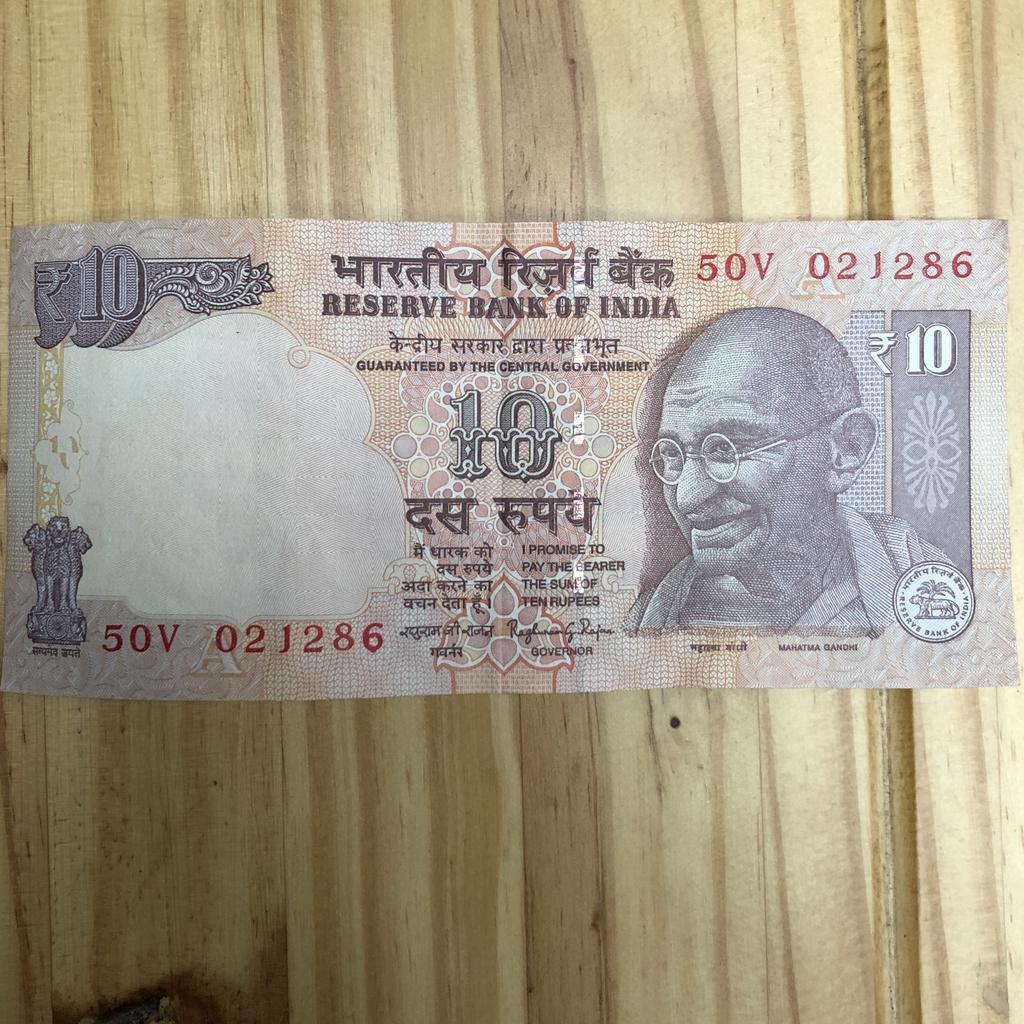 ₹10
भारतीय रिज़र्व बैंक
50V 021286
RESERVE BANK OF INDIA
केन्द्रीय सरकार द्वारा प्रत्याभूत
GUARANTEED BY THE CENTRAL GOVERNMENT
₹10
10
दस रुपये
मैं धारक को
दस रुपये
अदा करने का
वचन देता हूँ
I PROMISE TO
PAY THE BEARER
THE SUM OF
TEN RUPEES
A
50V 021286
A
रघुराम जी राजन
गवर्नर
Raghuram G. Rajan
GOVERNOR
सत्यमेव जयते
महात्मा गांधी
MAHATMA GANDHI
भारतीय रिज़र्व बैंक
RESERVE BANK OF INDIA